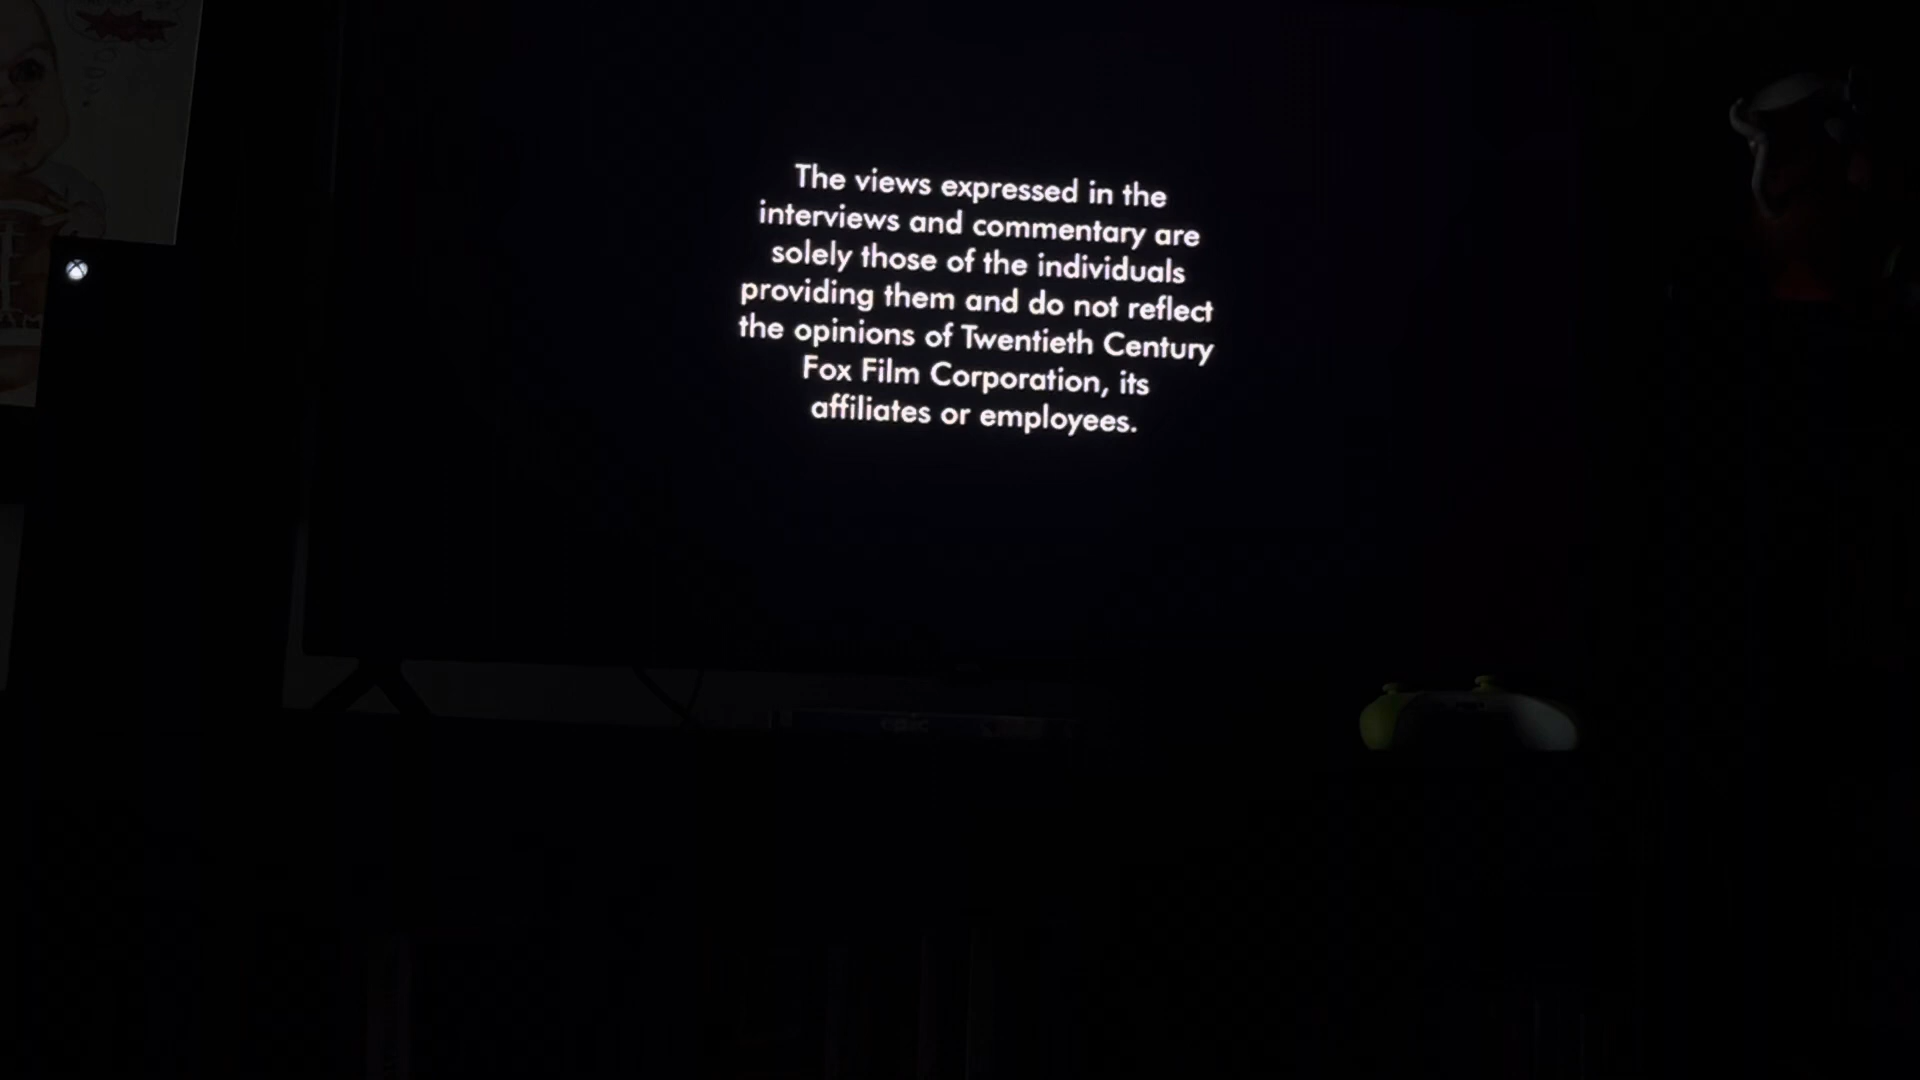 The views expressed in the
interviews and commentary are
solely those of the individuals
providing them and do not reflect
the opinions of Twentieth Century
Fox Film Corporation, its
affiliates or employees.